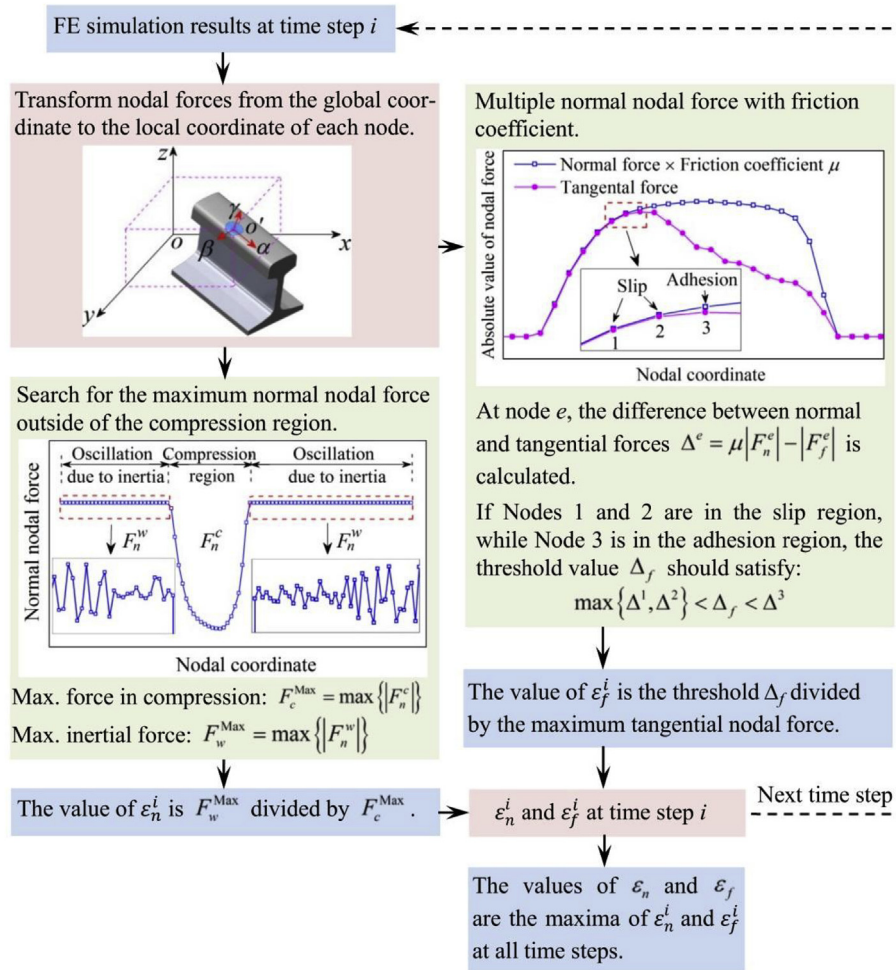 FE simulation results at time step i
Transform nodal forces from the global coor-
dinate to the local coordinate of each node.
z
γ
o'
o
β
α
x
y
Search for the maximum normal nodal force
outside of the compression region.
Oscillation
due to inertia
Compression
region
Oscillation
due to inertia
Normal nodal force
F_n^w
F_n^c
F_n^w
Nodal coordinate
Max. force in compression: F_c^Max = max{|F_n^c|}
Max. inertial force: F_w^Max = max{|F_n^w|}
The value of ε_n^i is F_w^Max divided by F_c^Max.
Multiple normal nodal force with friction
coefficient.
Absolute value of nodal force
Normal force × Friction coefficient μ
Tangental force
Slip
Adhesion
1
2
3
Nodal coordinate
At node e, the difference between normal
and tangential forces Δ^e = μ|F_n^e| − |F_f^e| is
calculated.
If Nodes 1 and 2 are in the slip region,
while Node 3 is in the adhesion region, the
threshold value Δ_f should satisfy:
max{Δ^1, Δ^2} < Δ_f < Δ^3
The value of ε_f^i is the threshold Δ_f divided
by the maximum tangential nodal force.
ε_n^i and ε_f^i at time step i
Next time step
The values of ε_n and ε_f
are the maxima of ε_n^i and ε_f^i
at all time steps.